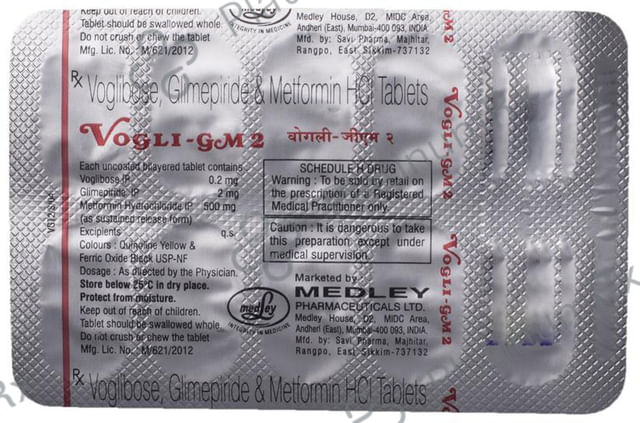 Keep out of reach of children.
Tablet should be swallowed whole.
Do not crush or chew the tablet
Mfg. Lic. No.: M/621/2012
INTEGRITY IN MEDICINE
Medley House, D2, MIDC Area,
Andheri (East), Mumbai-400 093, INDIA.
Mfd. by: Savi Pharma, Majhitar,
Rangpo, East Sikkim-737132
Rx Voglibose, Glimepiride & Metformin HCl Tablets
VOGLI-GM 2 वोगली-जीएम २
Each uncoated bilayered tablet contains
Voglibose IP 0.2 mg
Glimepiride IP 2 mg
Metformin Hydrochloride IP 500 mg
(as sustained release form)
Excipients q.s.
Colours : Quinoline Yellow &
Ferric Oxide Black USP-NF
Dosage : As directed by the Physician.
Store below 25°C in dry place.
Protect from moisture.
Keep out of reach of children.
Tablet should be swallowed whole.
Do not crush or chew the tablet
Mfg. Lic. No.: M/621/2012
SCHEDULE H DRUG
Warning : To be sold by retail on
the prescription of a Registered
Medical Practitioner only.
Caution : It is dangerous to take
this preparation except under
medical supervision.
Marketed by
medley
INTEGRITY IN MEDICINE
MEDLEY
PHARMACEUTICALS LTD.
Medley House, D2, MIDC Area,
Andheri (East), Mumbai-400 093, INDIA.
Mfd. by: Savi Pharma, Majhitar,
Rangpo, East Sikkim-737132
Rx Voglibose, Glimepiride & Metformin HCl Tablets
VOGLI-GM 2
VOGLI-GM 2